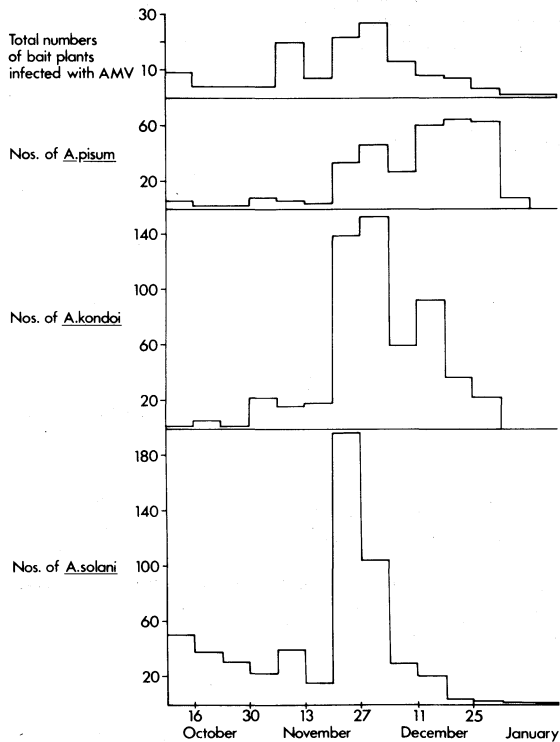 30
Total numbers
of bait plants
infected with AMV
10
60
Nos. of A.pisum
20
140
100
Nos. of A.kondoi
60
20
180
140
Nos. of A.solani
100
60
20
16 30 13 27 11 25
October November December January